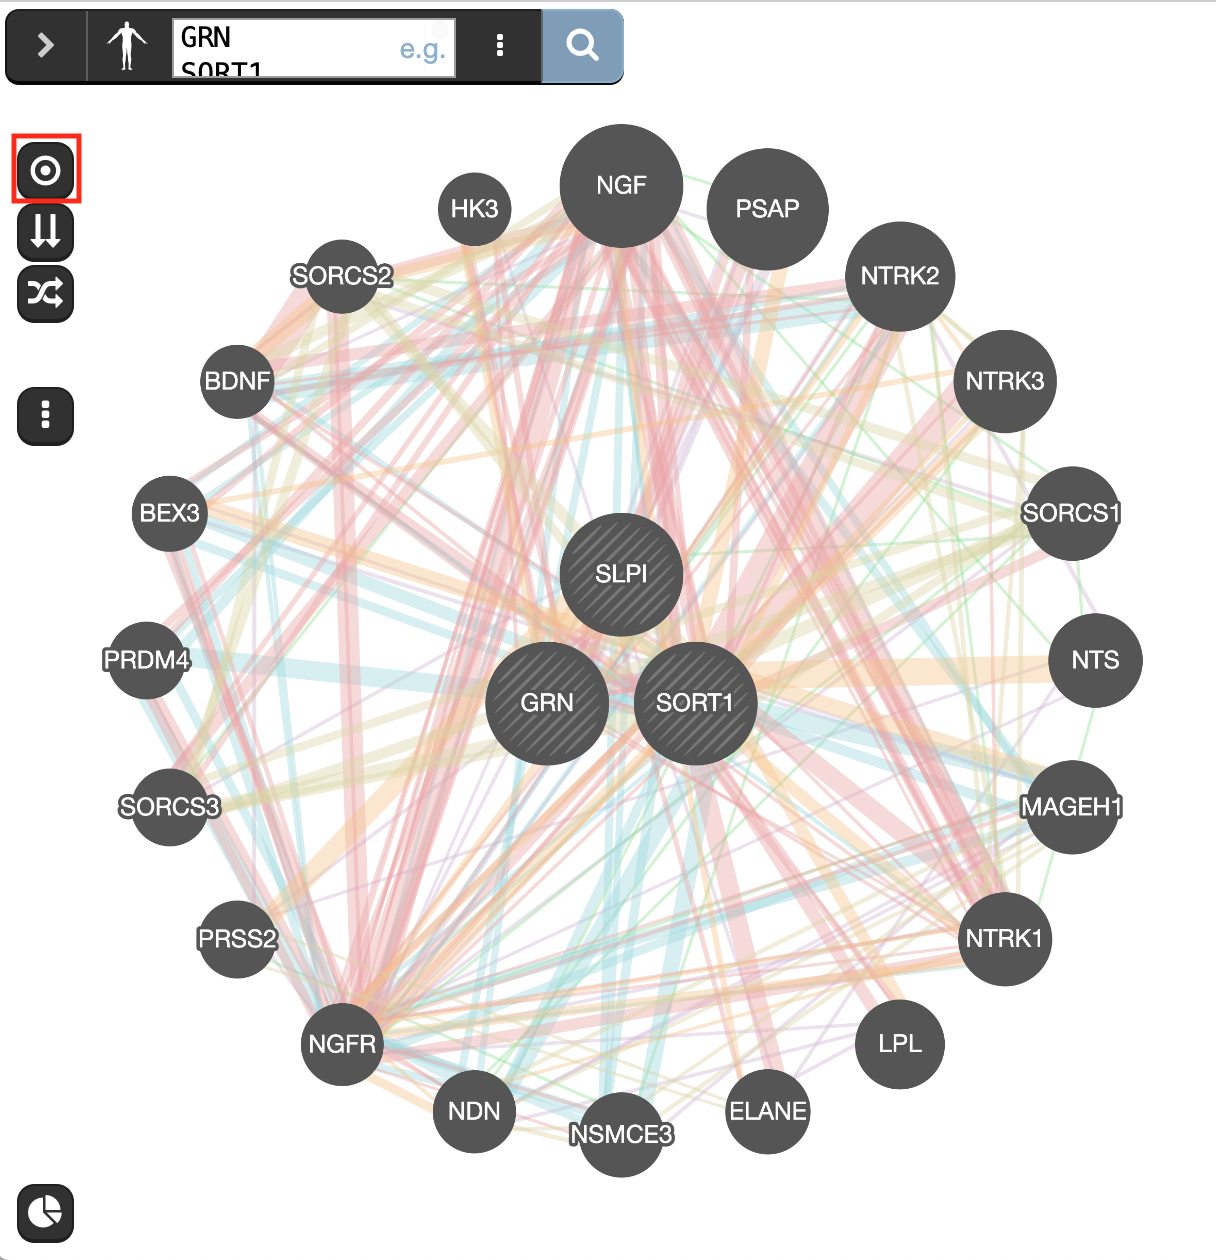 GRN
e.g.
SORT1
NGF
PSAP
HK3
NTRK2
SORCS2
NTRK3
BDNF
SORCS1
BEX3
SLPI
PRDM4
NTS
GRN
SORT1
SORCS3
MAGEH1
PRSS2
NTRK1
NGFR
LPL
NDN
ELANE
NSMCE3